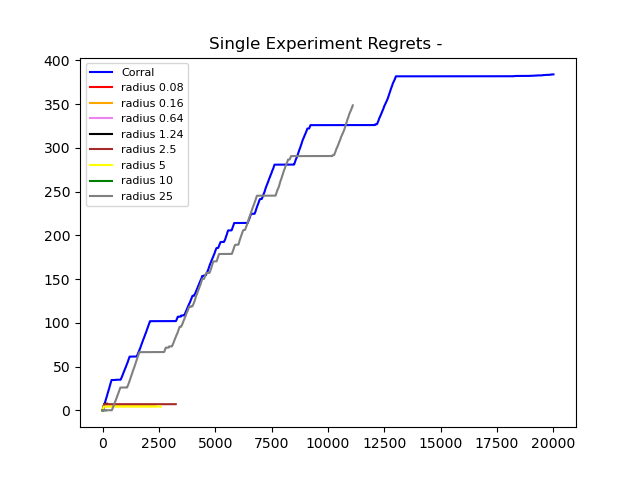 Single Experiment Regrets -
400
350
300
250
200
150
100
50
0
Corral
radius 0.08
radius 0.16
radius 0.64
radius 1.24
radius 2.5
radius 5
radius 10
radius 25
0 2500 5000 7500 10000 12500 15000 17500 20000